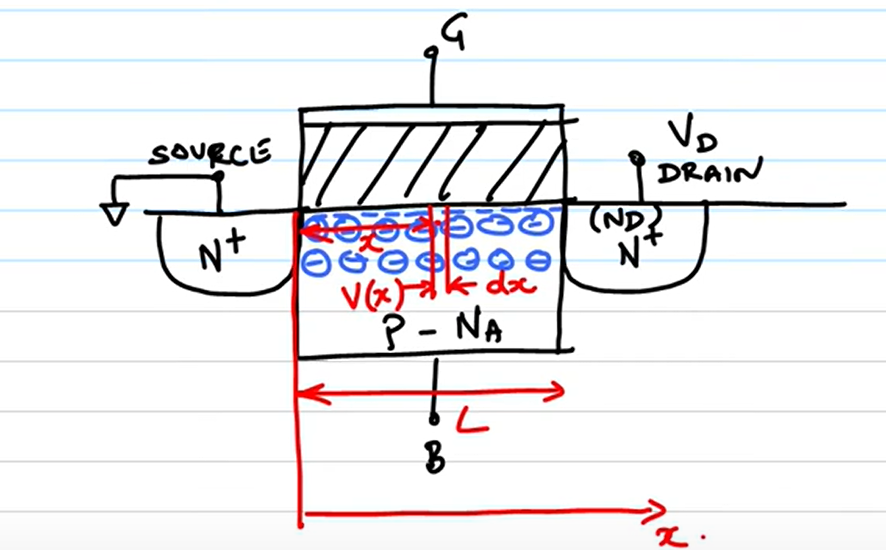 G
SOURCE
V_D
DRAIN
N+
(ND)
N+
x
V(x)
dx
P - N_A
L
B
x.